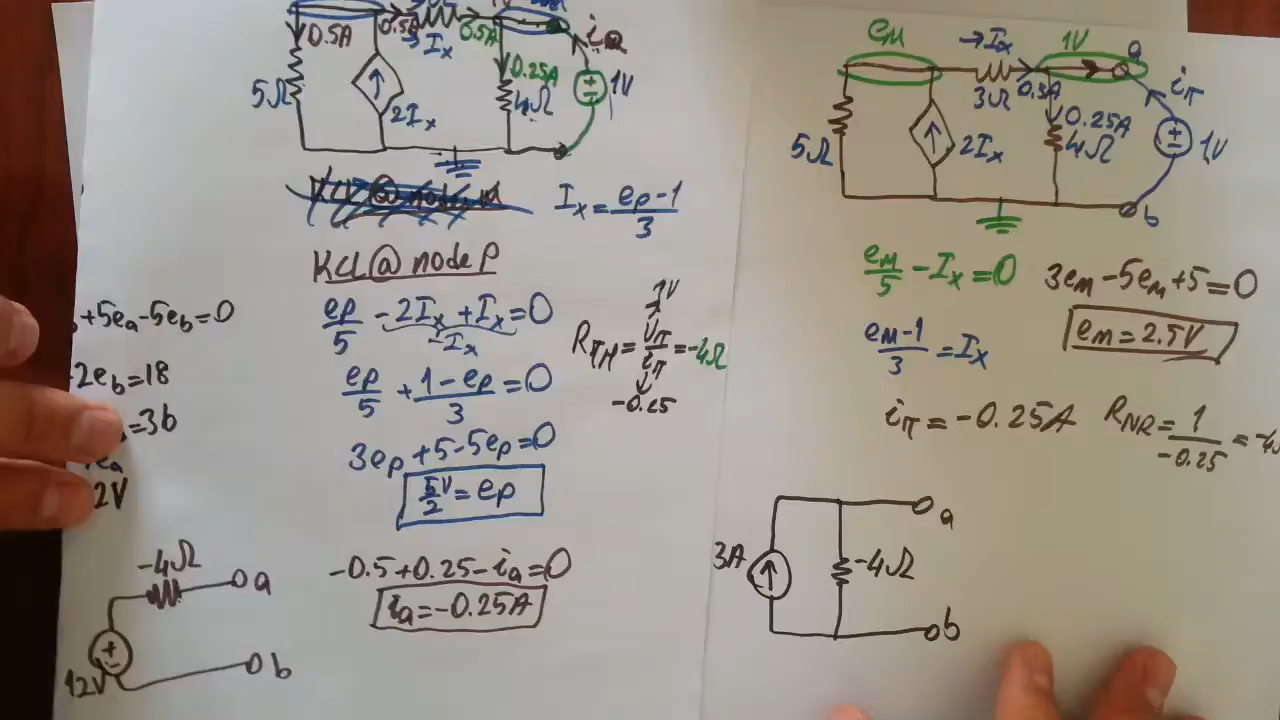 0.5A
0.5A
Ix
0.5A
1V
0.25A
5Ω
2Ix
4Ω
1V
Ix = (ep-1)/3
KCL @ node P
ep/5 - 2Ix + Ix = 0
-Ix
ep/5 + (1-ep)/3 = 0
3ep + 5 - 5ep = 0
5/2 V = ep
-0.5 + 0.25 - ia = 0
ia = -0.25A
1V
RTH = VT/iT = -4Ω
-0.25
+5ea - 5eb = 0
2eb = 18
= 3b
ea
2V
-4Ω
a
12V
b
eM
Ix
1V
a
3Ω
iT
0.25A
5Ω
2Ix
4Ω
1V
b
eM/5 - Ix = 0
3eM - 5eM + 5 = 0
(eM-1)/3 = Ix
eM = 2.5V
iT = -0.25A
RNR = 1/-0.25 = -4
3A
-4Ω
a
b